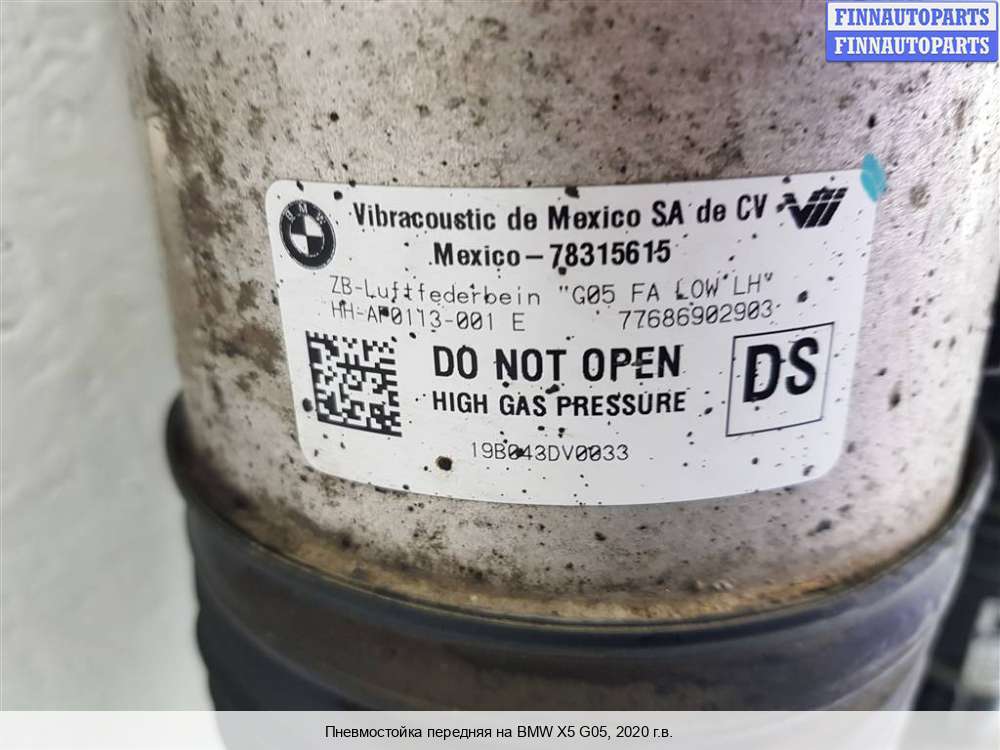 FINNAUTOPARTS
FINNAUTOPARTS
BMW
Vibracoustic de Mexico SA de CV
Mexico-78315615
ZB-Luftfederbein "G05 FA LOW LH"
HH-AP0113-001 E 77686902903
DO NOT OPEN
HIGH GAS PRESSURE
DS
19B043DV0033
Пневмостойка передняя на BMW X5 G05, 2020 г.в.